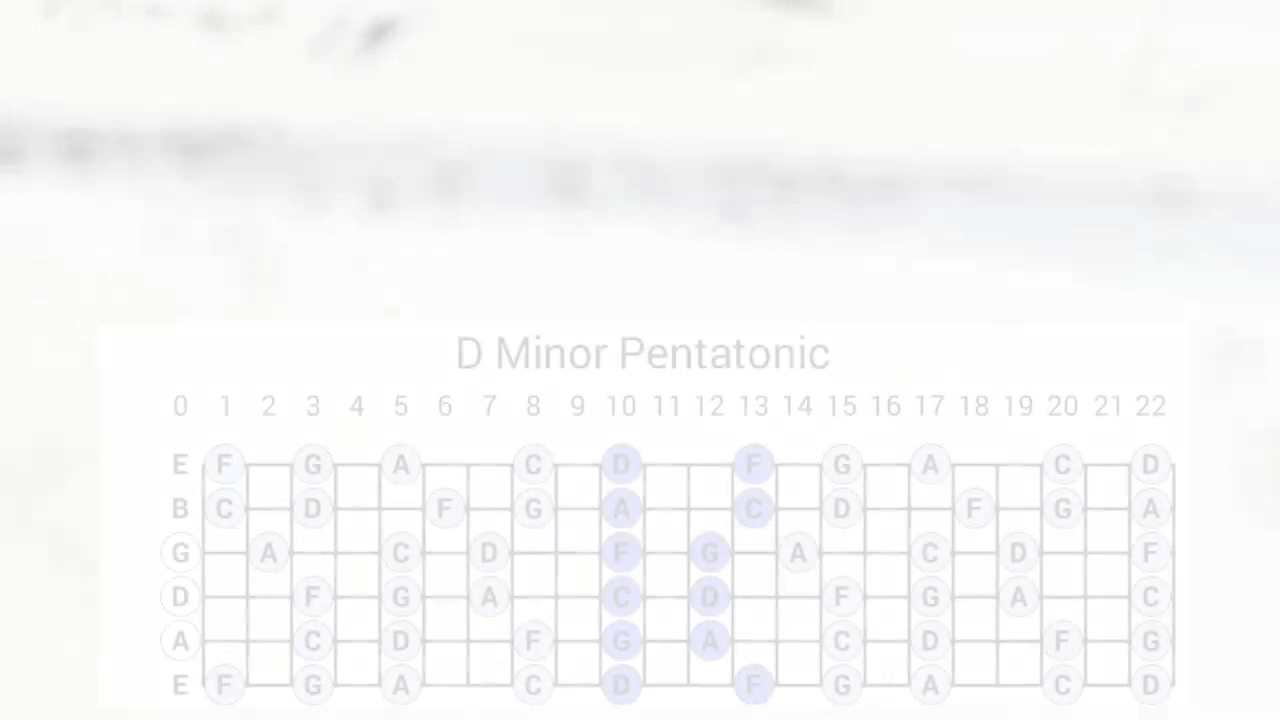 D Minor Pentatonic
0 1 2 3 4 5 6 7 8 9 10 11 12 13 14 15 16 17 18 19 20 21 22
E F G A C D F G A C D
B C D F G A C D F G A
G A C D F G A C D F
D F G A C D F G A C
A C D F G A C D F G
E F G A C D F G A C D